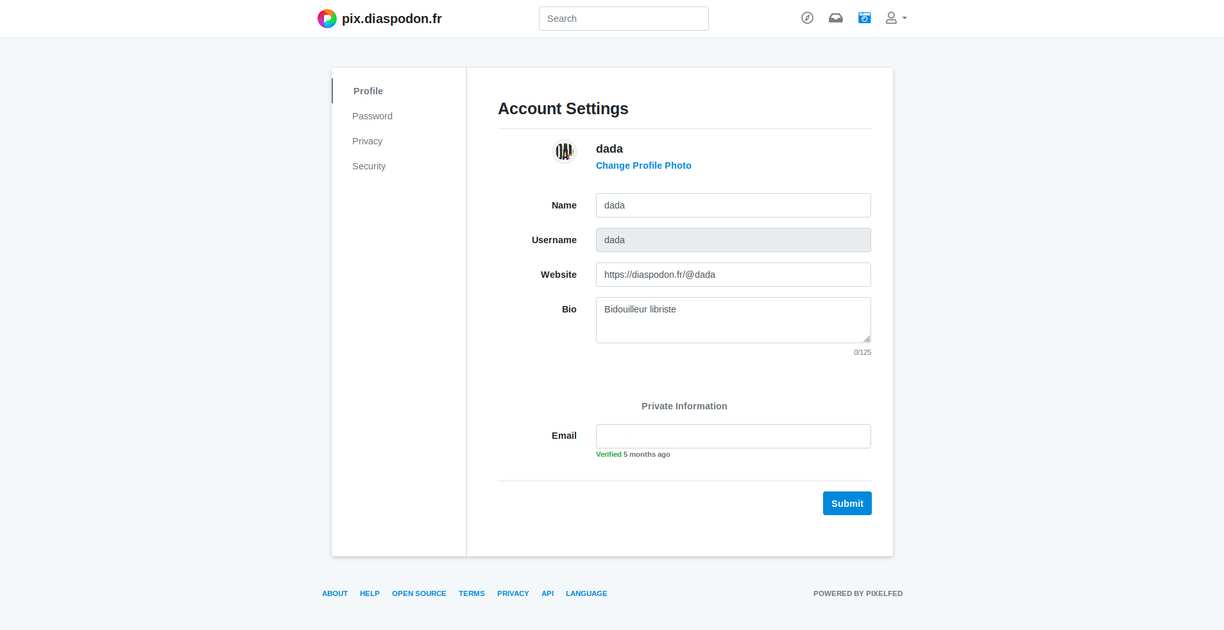 pix.diaspodon.fr
Search
Profile
Password
Privacy
Security
Account Settings
dada
Change Profile Photo
Name
dada
Username
dada
Website
https://diaspodon.fr/@dada
Bio
Bidouilleur libriste
0/125
Private Information
Email
Verified 5 months ago
Submit
ABOUT HELP OPEN SOURCE TERMS PRIVACY API LANGUAGE
POWERED BY PIXELFED